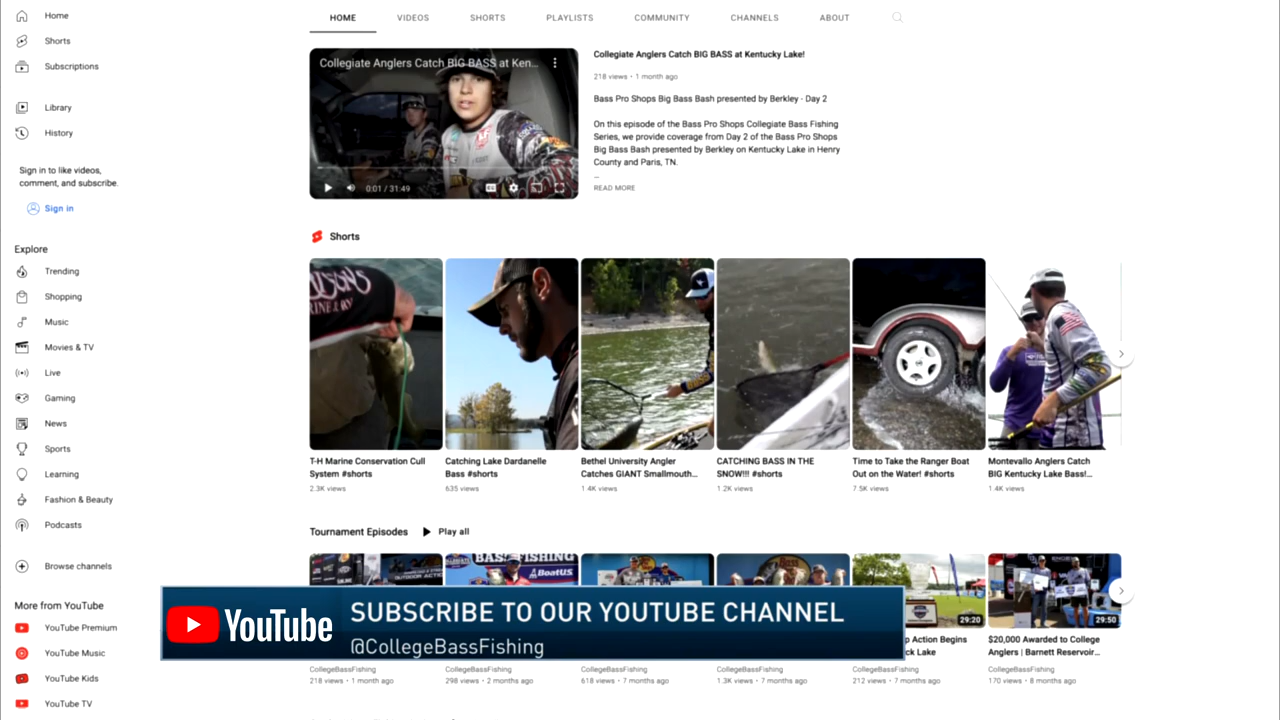 Home
Shorts
Subscriptions
Library
History
Sign in to like videos,
comment, and subscribe.
Sign in
Explore
Trending
Shopping
Music
Movies & TV
Live
Gaming
News
Sports
Learning
Fashion & Beauty
Podcasts
Browse channels
More from YouTube
YouTube Premium
YouTube Music
YouTube Kids
YouTube TV
HOME VIDEOS SHORTS PLAYLISTS COMMUNITY CHANNELS ABOUT
Collegiate Anglers Catch BIG BASS at Ken...
0:01 / 31:49
Collegiate Anglers Catch BIG BASS at Kentucky Lake!
218 views • 1 month ago
Bass Pro Shops Big Bass Bash presented by Berkley - Day 2
On this episode of the Bass Pro Shops Collegiate Bass Fishing
Series, we provide coverage from Day 2 of the Bass Pro Shops
Big Bass Bash presented by Berkley on Kentucky Lake in Henry
County and Paris, TN.
...
READ MORE
Shorts
T-H Marine Conservation Cull
System #shorts
2.3K views
Catching Lake Dardanelle
Bass #shorts
635 views
Bethel University Angler
Catches GIANT Smallmouth...
1.4K views
CATCHING BASS IN THE
SNOW!!! #shorts
1.2K views
Time to Take the Ranger Boat
Out on the Water! #shorts
7.5K views
Montevallo Anglers Catch
BIG Kentucky Lake Bass!...
1.4K views
Tournament Episodes Play all
BASS FISHING
BoatUS
29:20
29:50
YouTube
SUBSCRIBE TO OUR YOUTUBE CHANNEL
@CollegeBassFishing
Action Begins
Lake
$20,000 Awarded to College
Anglers | Barnett Reservoir...
CollegeBassFishing
218 views • 1 month ago
CollegeBassFishing
298 views • 2 months ago
CollegeBassFishing
618 views • 7 months ago
CollegeBassFishing
1.3K views • 7 months ago
CollegeBassFishing
212 views • 7 months ago
CollegeBassFishing
170 views • 8 months ago